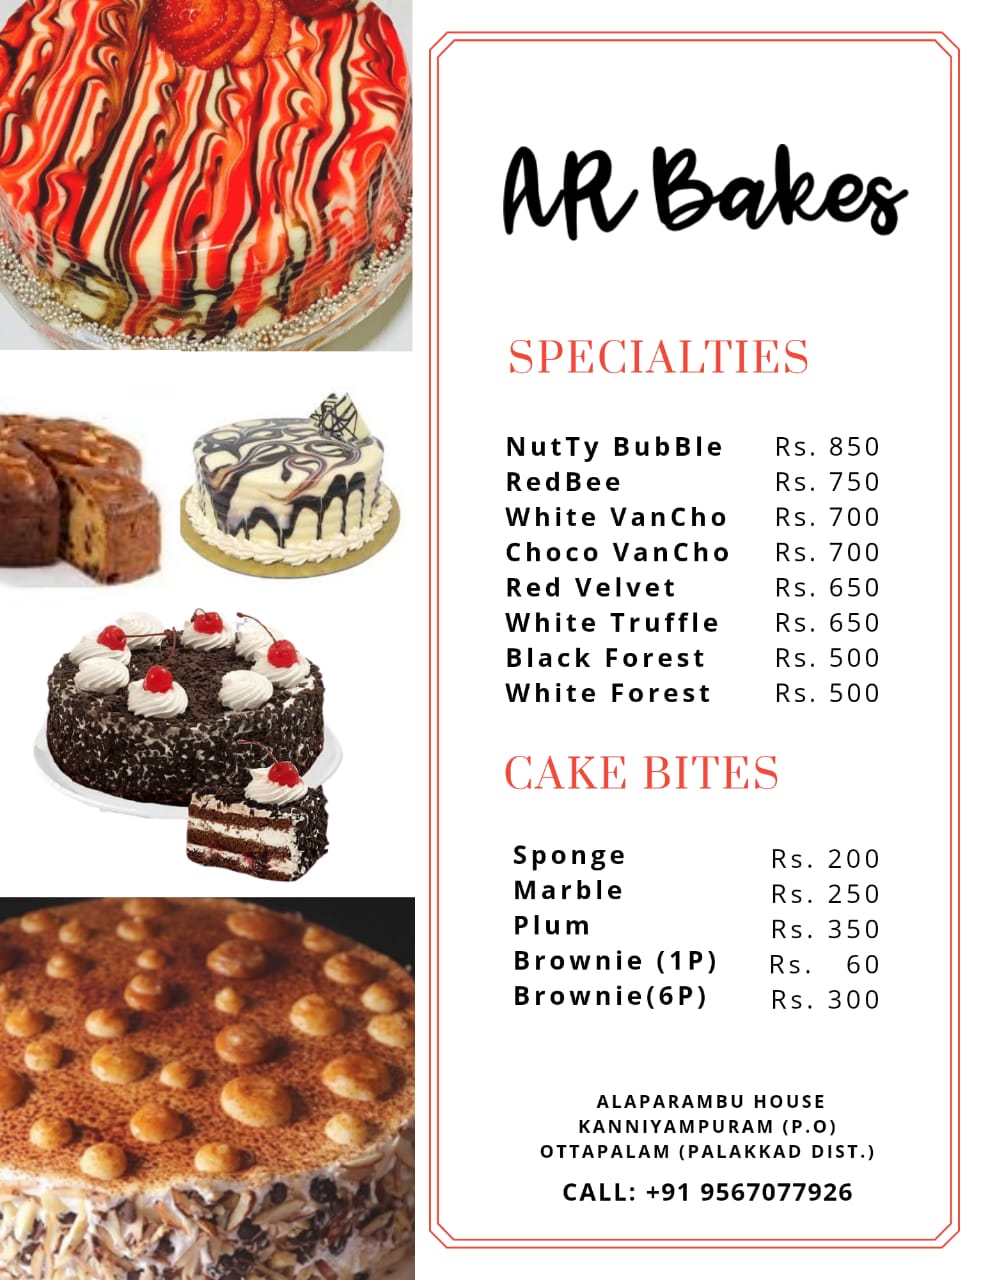 AR Bakes
SPECIALTIES
NutTy BubBle Rs. 850
RedBee Rs. 750
White VanCho Rs. 700
Choco VanCho Rs. 700
Red Velvet Rs. 650
White Truffle Rs. 650
Black Forest Rs. 500
White Forest Rs. 500
CAKE BITES
Sponge Rs. 200
Marble Rs. 250
Plum Rs. 350
Brownie (1P) Rs. 60
Brownie(6P) Rs. 300
ALAPARAMBU HOUSE
KANNIYAMPURAM (P.O)
OTTAPALAM (PALAKKAD DIST.)
CALL: +91 9567077926